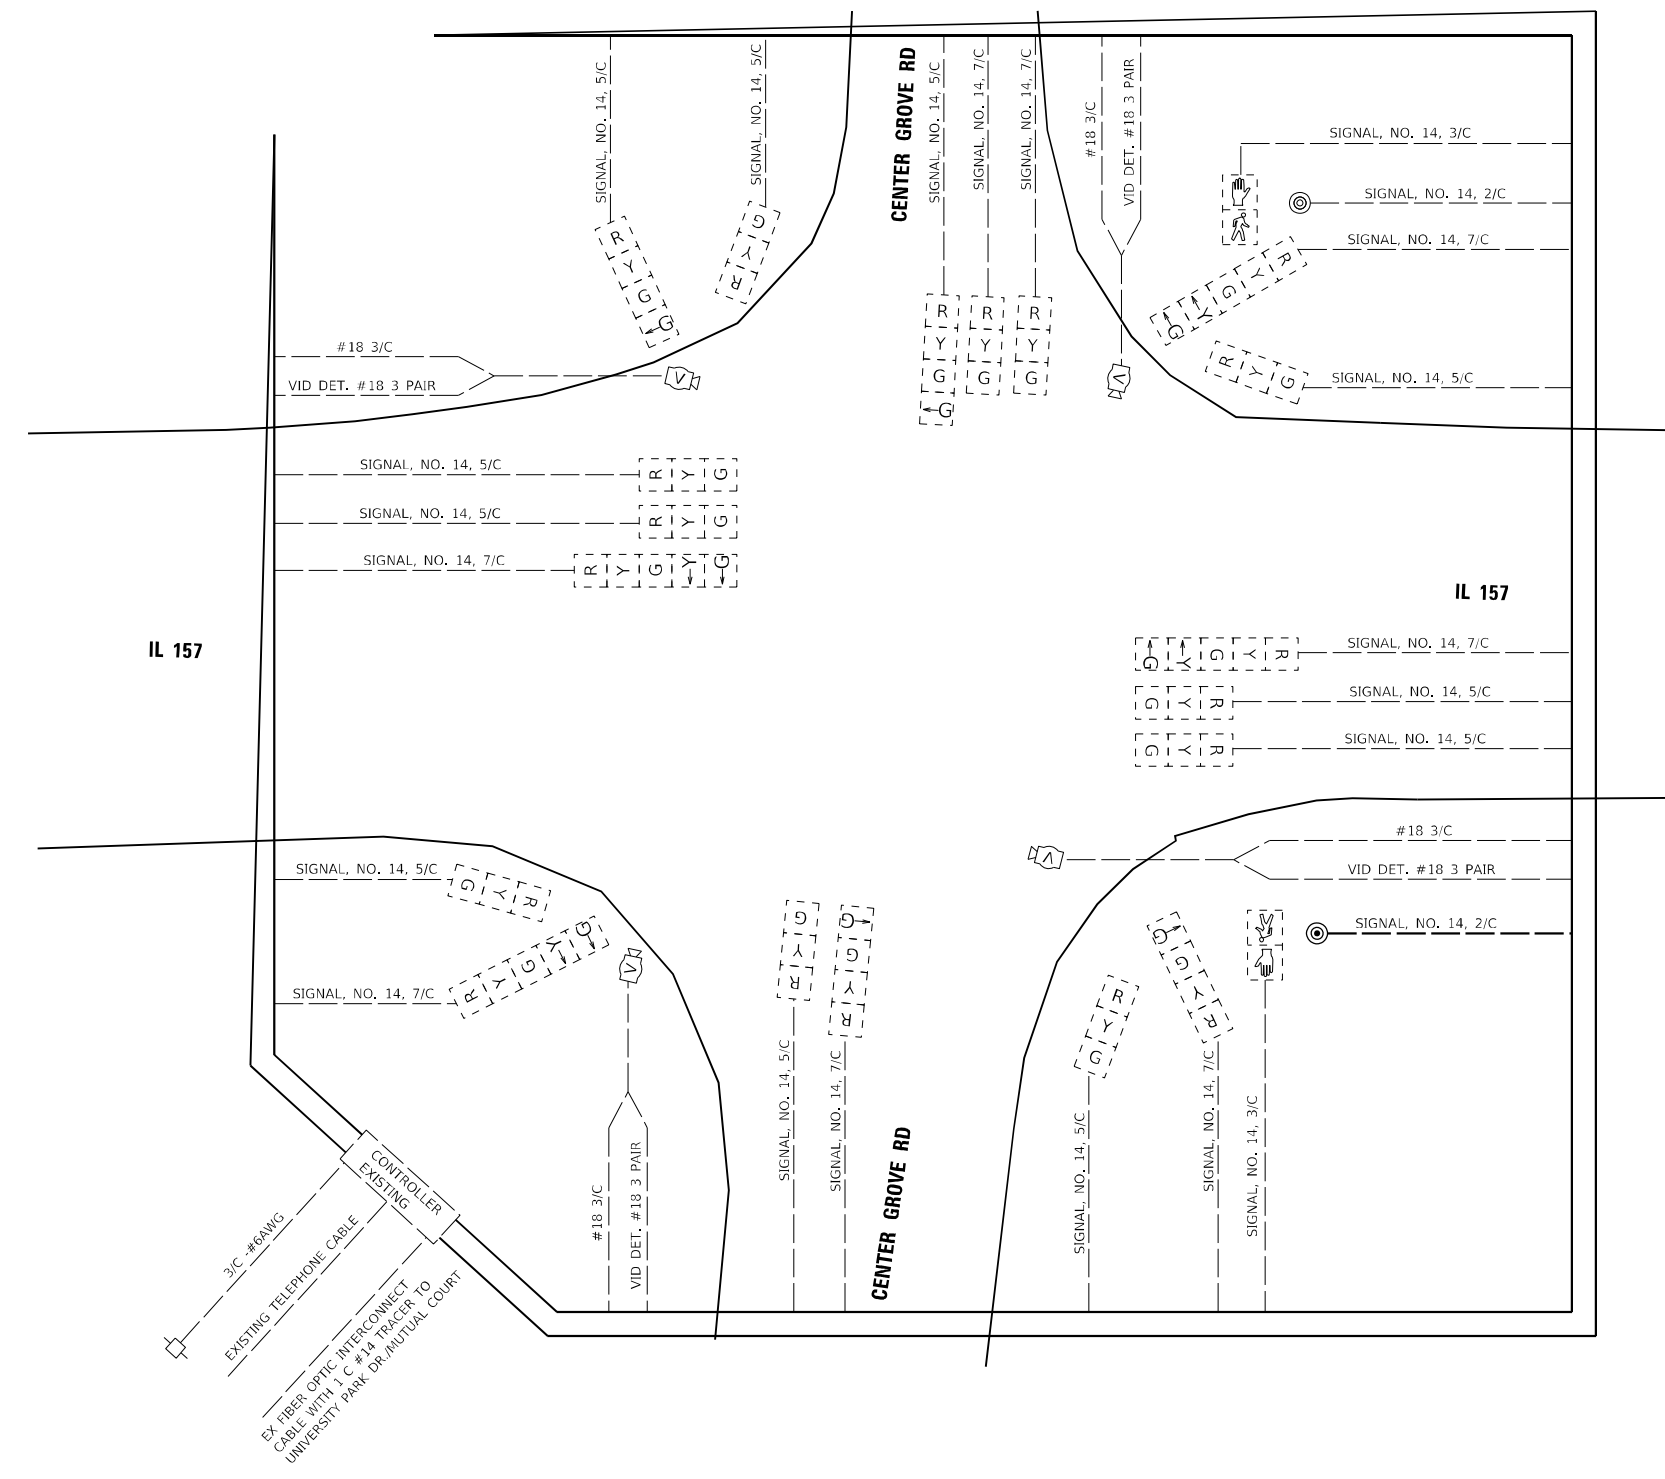 SIGNAL, NO. 14, 5/C
SIGNAL, NO. 14, 5/C
CENTER GROVE RD
SIGNAL, NO. 14, 5/C
SIGNAL, NO. 14, 7/C
SIGNAL, NO. 14, 7/C
#18 3/C
VID DET. #18 3 PAIR
SIGNAL, NO. 14, 3/C
SIGNAL, NO. 14, 2/C
SIGNAL, NO. 14, 7/C
R Y G G
G Y R
R Y G Y G
R Y G G
R Y G
R Y G
V
R Y G
SIGNAL, NO. 14, 5/C
#18 3/C
VID DET. #18 3 PAIR
V
SIGNAL, NO. 14, 5/C
R Y G
SIGNAL, NO. 14, 5/C
R Y G
SIGNAL, NO. 14, 7/C
R Y G Y G
IL 157
IL 157
G Y G Y R
SIGNAL, NO. 14, 7/C
G Y R
SIGNAL, NO. 14, 5/C
G Y R
SIGNAL, NO. 14, 5/C
#18 3/C
V
VID DET. #18 3 PAIR
SIGNAL, NO. 14, 2/C
SIGNAL, NO. 14, 5/C
G Y R
SIGNAL, NO. 14, 7/C
R Y G Y G
V
#18 3/C
VID DET. #18 3 PAIR
G Y R
SIGNAL, NO. 14, 5/C
G G Y R
SIGNAL, NO. 14, 7/C
CENTER GROVE RD
R Y G
SIGNAL, NO. 14, 5/C
G G Y R
SIGNAL, NO. 14, 7/C
SIGNAL, NO. 14, 3/C
CONTROLLER
EXISTING
3/C -#6AWG
EXISTING TELEPHONE CABLE
EX FIBER OPTIC INTERCONNECT
CABLE WITH 1 C #14 TRACER TO
UNIVERSITY PARK DR./MUTUAL COURT